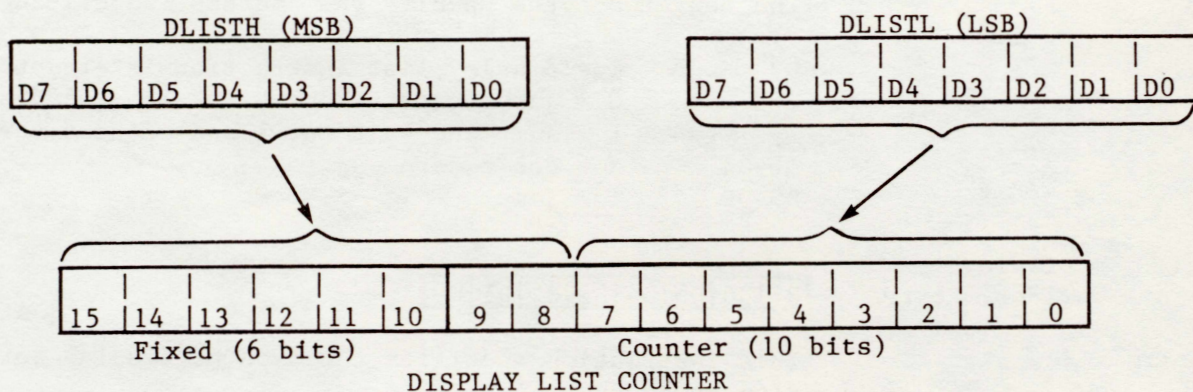 DLISTH (MSB) DLISTL (LSB)
D7 D6 D5 D4 D3 D2 D1 D0 D7 D6 D5 D4 D3 D2 D1 D0
15 14 13 12 11 10 9 8 7 6 5 4 3 2 1 0
Fixed (6 bits) Counter (10 bits)
DISPLAY LIST COUNTER